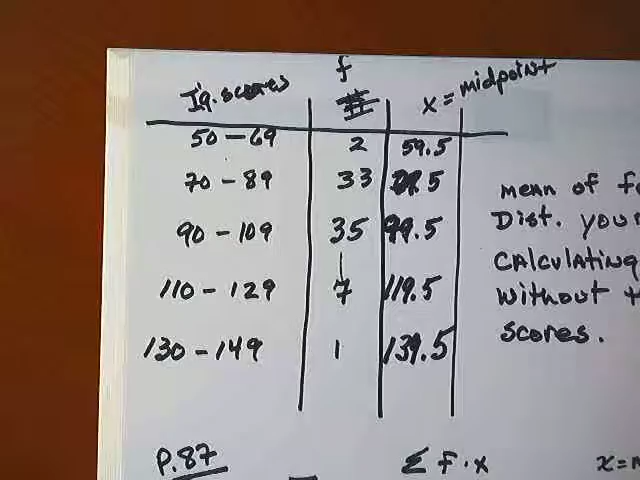 f
I.Q. scores x = midpoint
50 – 69 2 59.5
70 – 89 33 79.5
90 – 109 35 99.5
110 – 129 7 119.5
130 – 149 1 139.5
mean of
Dist. your
Calculating
without
scores.
P.87 Σ f · x x =